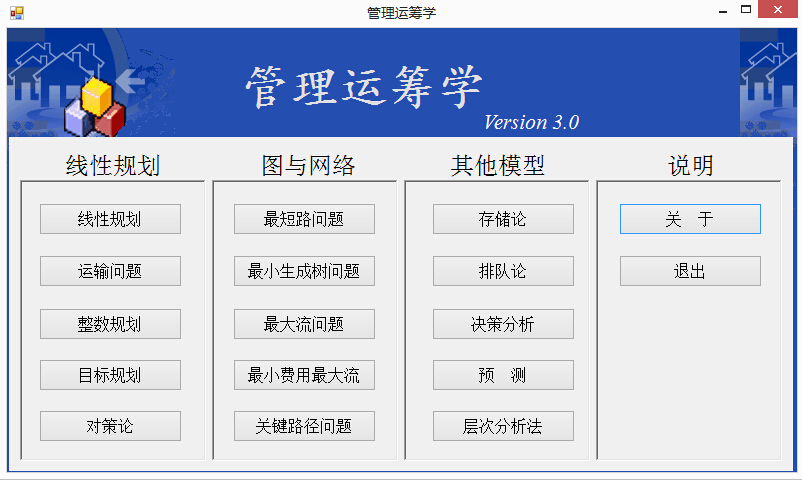 管理运筹学
管理运筹学
Version 3.0
线性规划
线性规划
运输问题
整数规划
目标规划
对策论
图与网络
最短路问题
最小生成树问题
最大流问题
最小费用最大流
关键路径问题
其他模型
存储论
排队论
决策分析
预 测
层次分析法
说明
关 于
退出